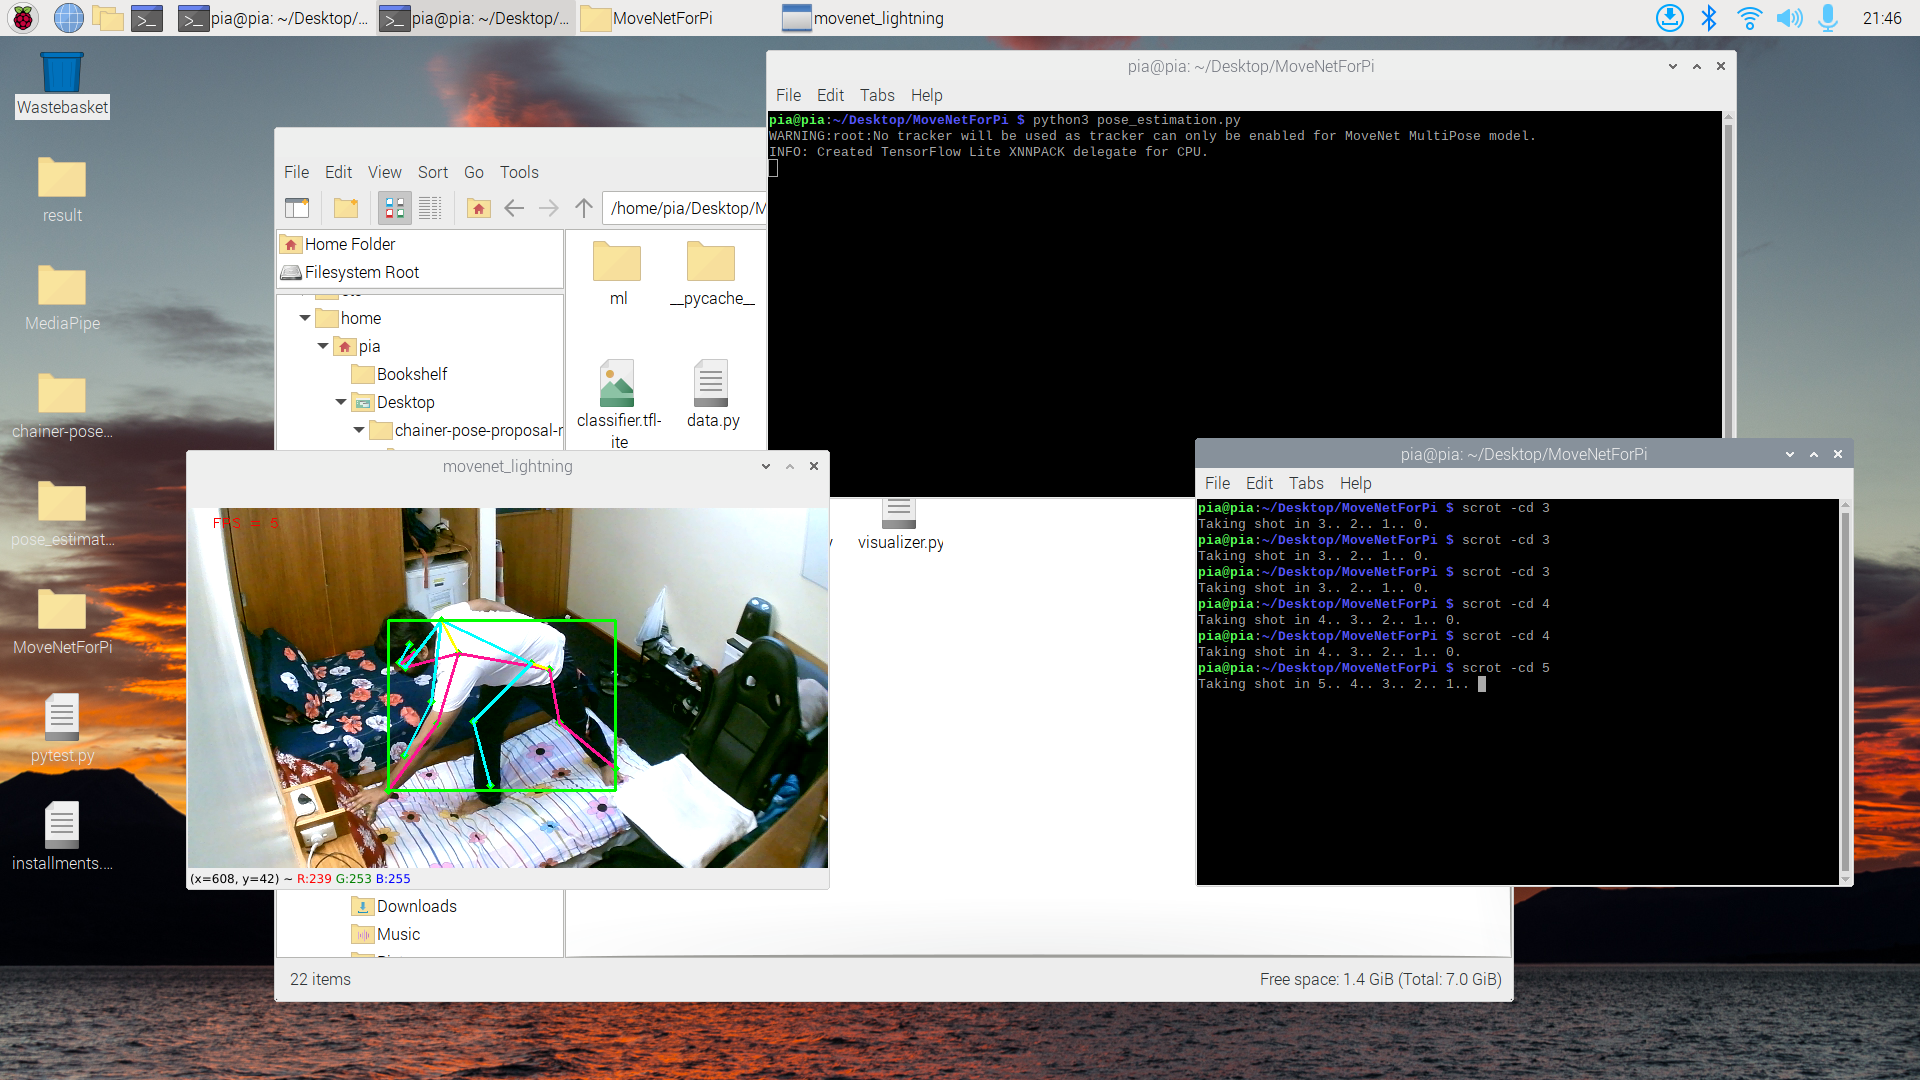 pia@pia: ~/Desktop/...
pia@pia: ~/Desktop/...
MoveNetForPi
movenet_lightning
21:46
Wastebasket
result
MediaPipe
chainer-pose...
pose_estimat...
MoveNetForPi
pytest.py
installments....
File Edit View Sort Go Tools
/home/pia/Desktop/M
Home Folder
Filesystem Root
home
pia
Bookshelf
Desktop
chainer-pose-proposal-r
Downloads
Music
ml
__pycache__
classifier.tfl-
ite
data.py
visualizer.py
22 items
Free space: 1.4 GiB (Total: 7.0 GiB)
pia@pia: ~/Desktop/MoveNetForPi
File Edit Tabs Help
pia@pia:~/Desktop/MoveNetForPi $ python3 pose_estimation.py
WARNING:root:No tracker will be used as tracker can only be enabled for MoveNet MultiPose model.
INFO: Created TensorFlow Lite XNNPACK delegate for CPU.
movenet_lightning
FPS = 5
(x=608, y=42) ~ R:239 G:253 B:255
pia@pia: ~/Desktop/MoveNetForPi
File Edit Tabs Help
pia@pia:~/Desktop/MoveNetForPi $ scrot -cd 3
Taking shot in 3.. 2.. 1.. 0.
pia@pia:~/Desktop/MoveNetForPi $ scrot -cd 3
Taking shot in 3.. 2.. 1.. 0.
pia@pia:~/Desktop/MoveNetForPi $ scrot -cd 3
Taking shot in 3.. 2.. 1.. 0.
pia@pia:~/Desktop/MoveNetForPi $ scrot -cd 4
Taking shot in 4.. 3.. 2.. 1.. 0.
pia@pia:~/Desktop/MoveNetForPi $ scrot -cd 4
Taking shot in 4.. 3.. 2.. 1.. 0.
pia@pia:~/Desktop/MoveNetForPi $ scrot -cd 5
Taking shot in 5.. 4.. 3.. 2.. 1..